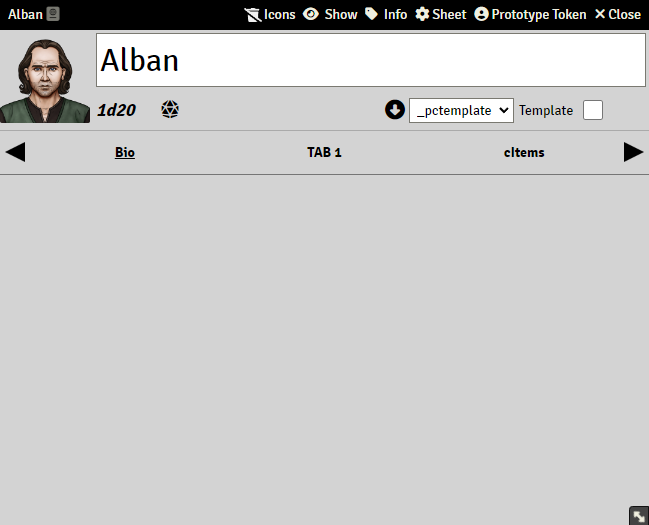 Alban Icons Show Info Sheet Prototype Token Close
Alban
1d20 _pctemplate Template
Bio TAB 1 cItems